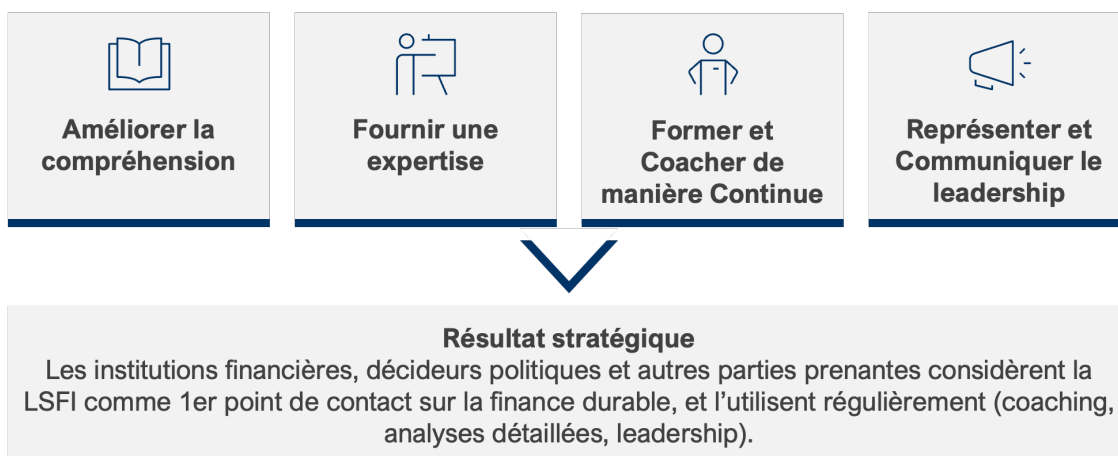 Améliorer la
compréhension
Fournir une
expertise
Former et
Coacher de
manière Continue
Représenter et
Communiquer le
leadership
Résultat stratégique
Les institutions financières, décideurs politiques et autres parties prenantes considèrent la
LSFI comme 1er point de contact sur la finance durable, et l’utilisent régulièrement (coaching,
analyses détaillées, leadership).